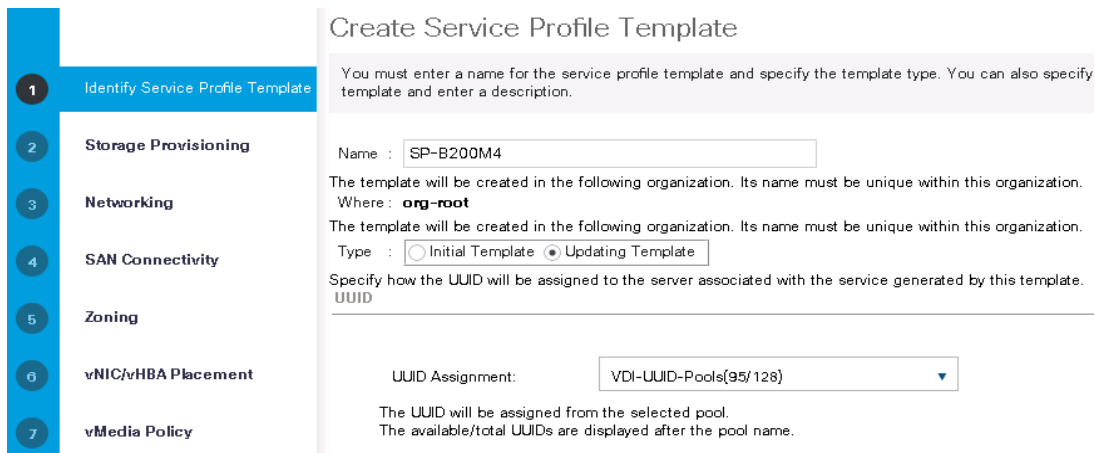 Create Service Profile Template
You must enter a name for the service profile template and specify the template type. You can also specify
template and enter a description.
1 Identify Service Profile Template
2 Storage Provisioning
3 Networking
4 SAN Connectivity
5 Zoning
6 vNIC/vHBA Placement
7 vMedia Policy
Name : SP-B200M4
The template will be created in the following organization. Its name must be unique within this organization.
Where : org-root
The template will be created in the following organization. Its name must be unique within this organization.
Type : Initial Template Updating Template
Specify how the UUID will be assigned to the server associated with the service generated by this template.
UUID
UUID Assignment: VDI-UUID-Pools(95/128)
The UUID will be assigned from the selected pool.
The available/total UUIDs are displayed after the pool name.